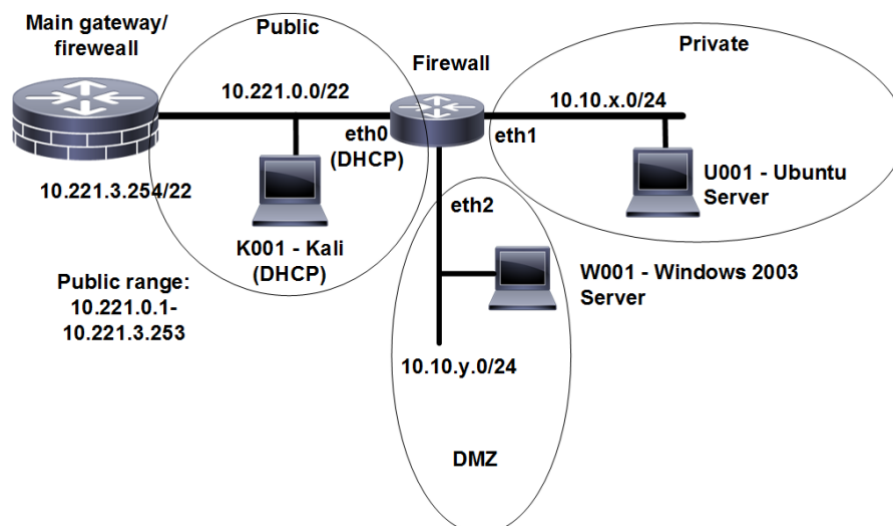 Main gateway/
fireweall
Public
Firewall
Private
10.221.0.0/22
10.10.x.0/24
eth0
(DHCP)
eth1
10.221.3.254/22
U001 - Ubuntu
Server
eth2
K001 - Kali
(DHCP)
W001 - Windows 2003
Server
Public range:
10.221.0.1-
10.221.3.253
10.10.y.0/24
DMZ